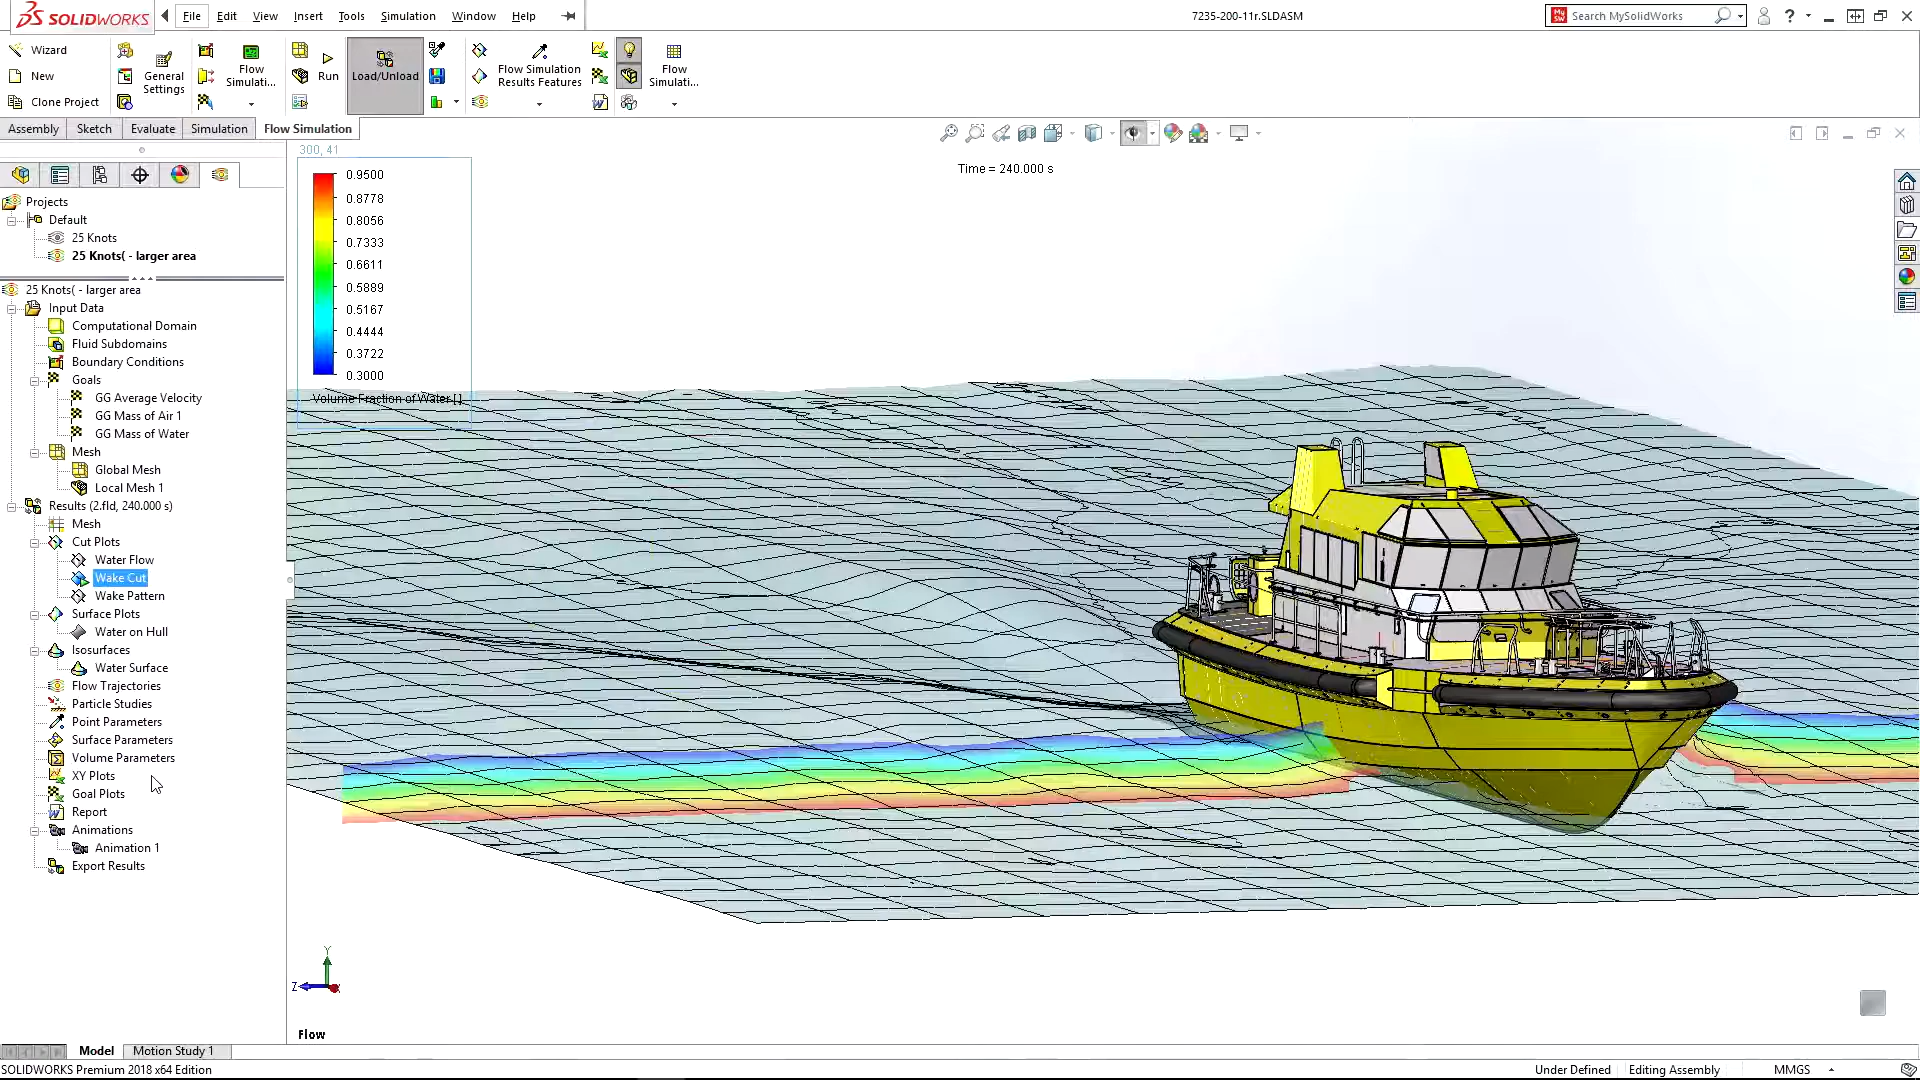 SOLIDWORKS File Edit View Insert Tools Simulation Window Help 7235-200-11r.SLDASM Search MySolidWorks ?
Wizard
New
Clone Project
General Settings
Flow Simulati...
Run
Load/Unload
Flow Simulation Results Features
Flow Simulati...
Assembly Sketch Evaluate Simulation Flow Simulation
300, 41
Time = 240.000 s
0.9500
0.8778
0.8056
0.7333
0.6611
0.5889
0.5167
0.4444
0.3722
0.3000
Volume Fraction of Water [ ]
Projects
Default
25 Knots
25 Knots( - larger area
25 Knots( - larger area
Input Data
Computational Domain
Fluid Subdomains
Boundary Conditions
Goals
GG Average Velocity
GG Mass of Air 1
GG Mass of Water
Mesh
Global Mesh
Local Mesh 1
Results (2.fld, 240.000 s)
Mesh
Cut Plots
Water Flow
Wake Cut
Wake Pattern
Surface Plots
Water on Hull
Isosurfaces
Water Surface
Flow Trajectories
Particle Studies
Point Parameters
Surface Parameters
Volume Parameters
XY Plots
Goal Plots
Report
Animations
Animation 1
Export Results
Y
Z
Flow
Model Motion Study 1
SOLIDWORKS Premium 2018 x64 Edition Under Defined Editing Assembly MMGS